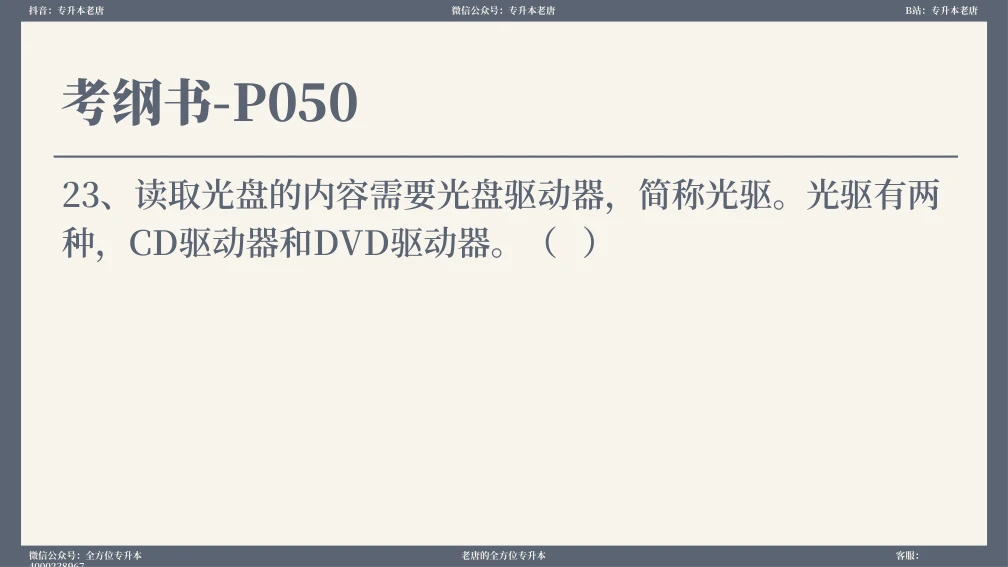 抖音：专升本老唐
微信公众号：专升本老唐
B站：专升本老唐
考纲书-P050
23、读取光盘的内容需要光盘驱动器，简称光驱。光驱有两
种，CD驱动器和DVD驱动器。（  ）
微信公众号：全方位专升本
老唐的全方位专升本
客服：
4000238967